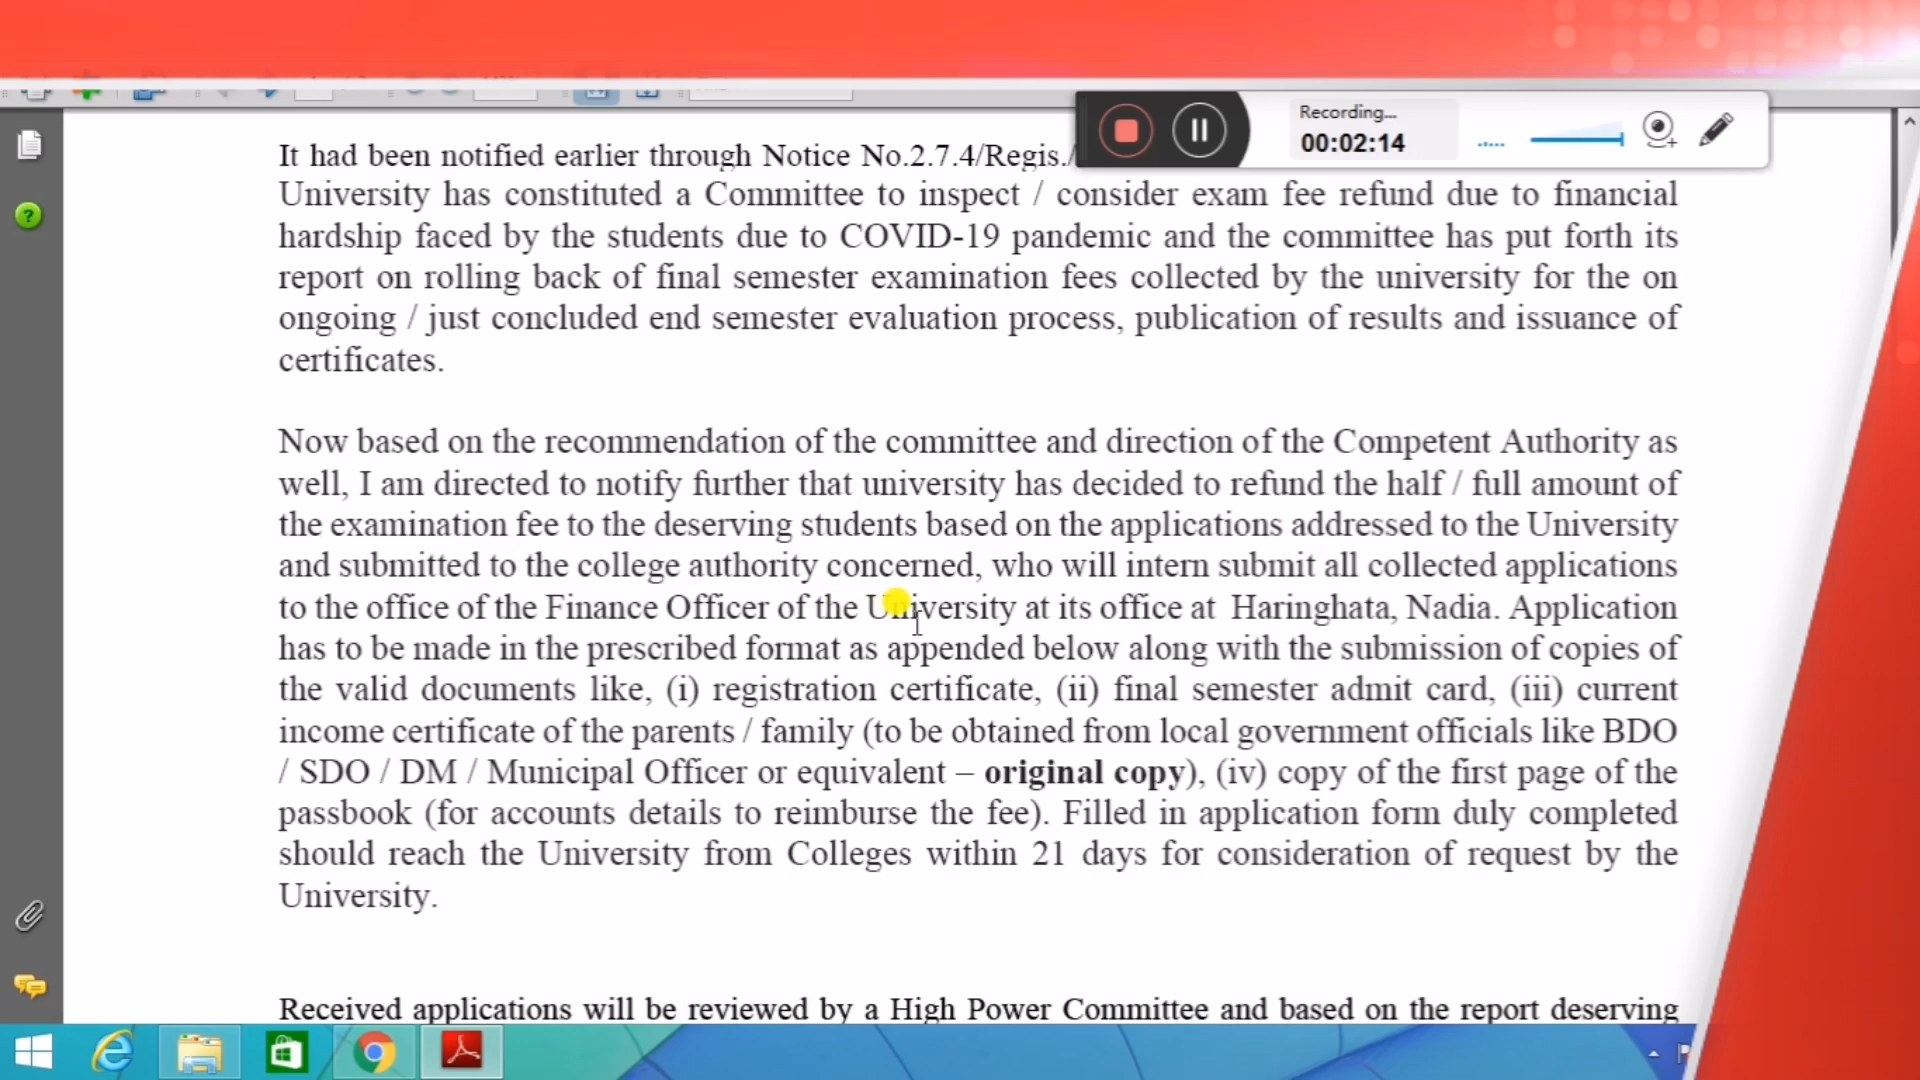 Recording...
00:02:14
It had been notified earlier through Notice No.2.7.4/Regis./
University has constituted a Committee to inspect / consider exam fee refund due to financial
hardship faced by the students due to COVID-19 pandemic and the committee has put forth its
report on rolling back of final semester examination fees collected by the university for the on
ongoing / just concluded end semester evaluation process, publication of results and issuance of
certificates.
Now based on the recommendation of the committee and direction of the Competent Authority as
well, I am directed to notify further that university has decided to refund the half / full amount of
the examination fee to the deserving students based on the applications addressed to the University
and submitted to the college authority concerned, who will intern submit all collected applications
to the office of the Finance Officer of the University at its office at Haringhata, Nadia. Application
has to be made in the prescribed format as appended below along with the submission of copies of
the valid documents like, (i) registration certificate, (ii) final semester admit card, (iii) current
income certificate of the parents / family (to be obtained from local government officials like BDO
/ SDO / DM / Municipal Officer or equivalent – original copy), (iv) copy of the first page of the
passbook (for accounts details to reimburse the fee). Filled in application form duly completed
should reach the University from Colleges within 21 days for consideration of request by the
University.
Received applications will be reviewed by a High Power Committee and based on the report deserving